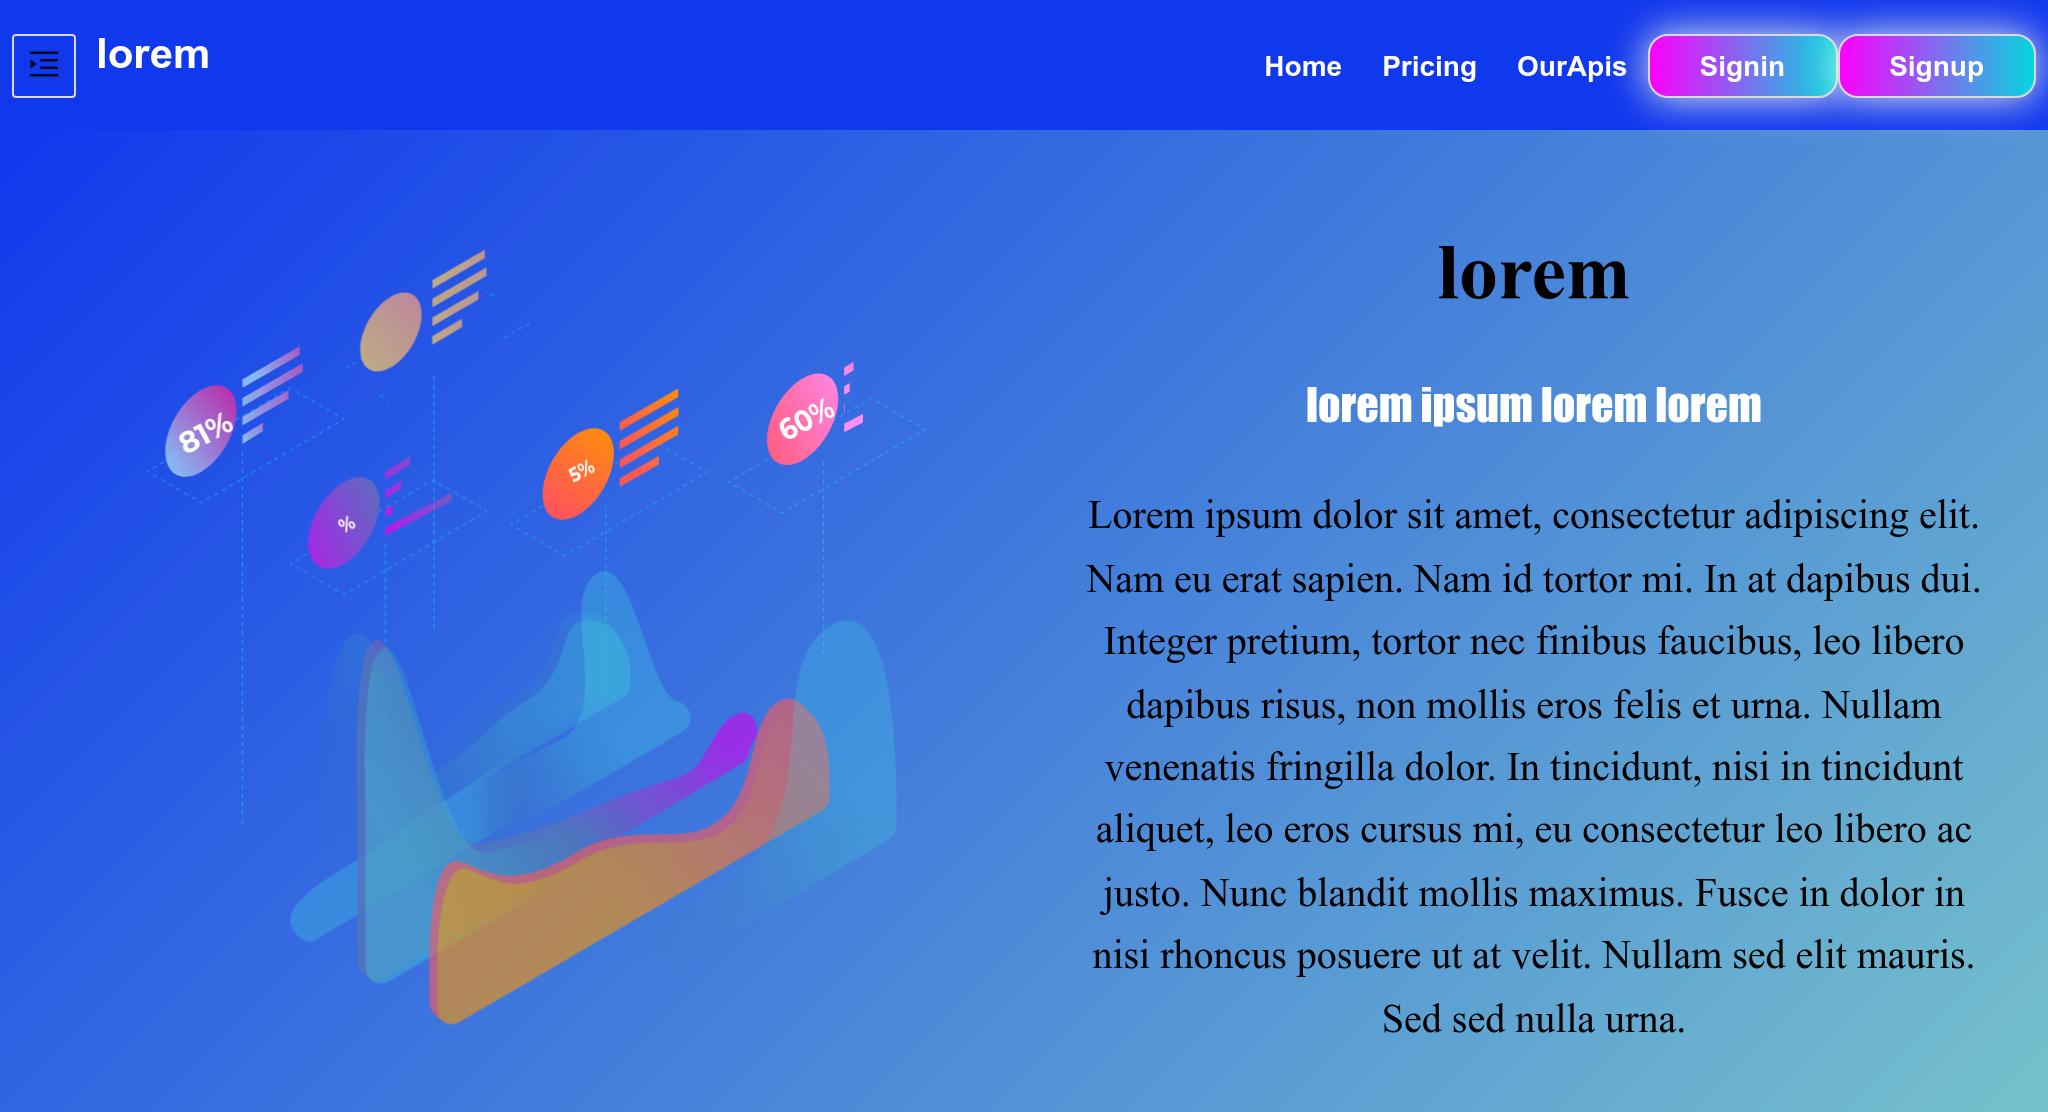 lorem
Home Pricing OurApis Signin Signup
lorem
lorem ipsum lorem lorem
81%
%
5%
60%
Lorem ipsum dolor sit amet, consectetur adipiscing elit.
Nam eu erat sapien. Nam id tortor mi. In at dapibus dui.
Integer pretium, tortor nec finibus faucibus, leo libero
dapibus risus, non mollis eros felis et urna. Nullam
venenatis fringilla dolor. In tincidunt, nisi in tincidunt
aliquet, leo eros cursus mi, eu consectetur leo libero ac
justo. Nunc blandit mollis maximus. Fusce in dolor in
nisi rhoncus posuere ut at velit. Nullam sed elit mauris.
Sed sed nulla urna.